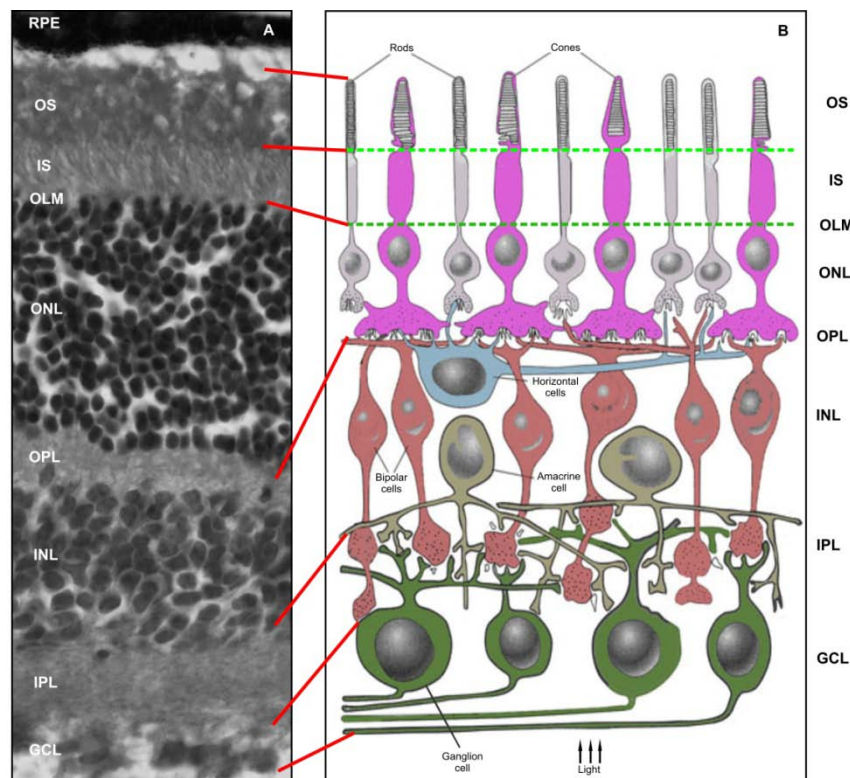 RPE
A
OS
IS
OLM
ONL
OPL
INL
IPL
GCL
B
Rods
Cones
Horizontal
cells
Bipolar
cells
Amacrine
cell
Ganglion
cell
Light
OS
IS
OLM
ONL
OPL
INL
IPL
GCL